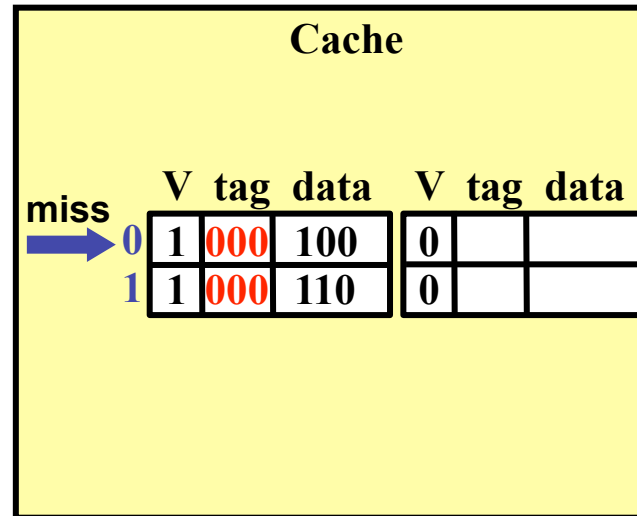 Cache
V tag data V tag data
miss
0 1 000 100 0
1 1 000 110 0